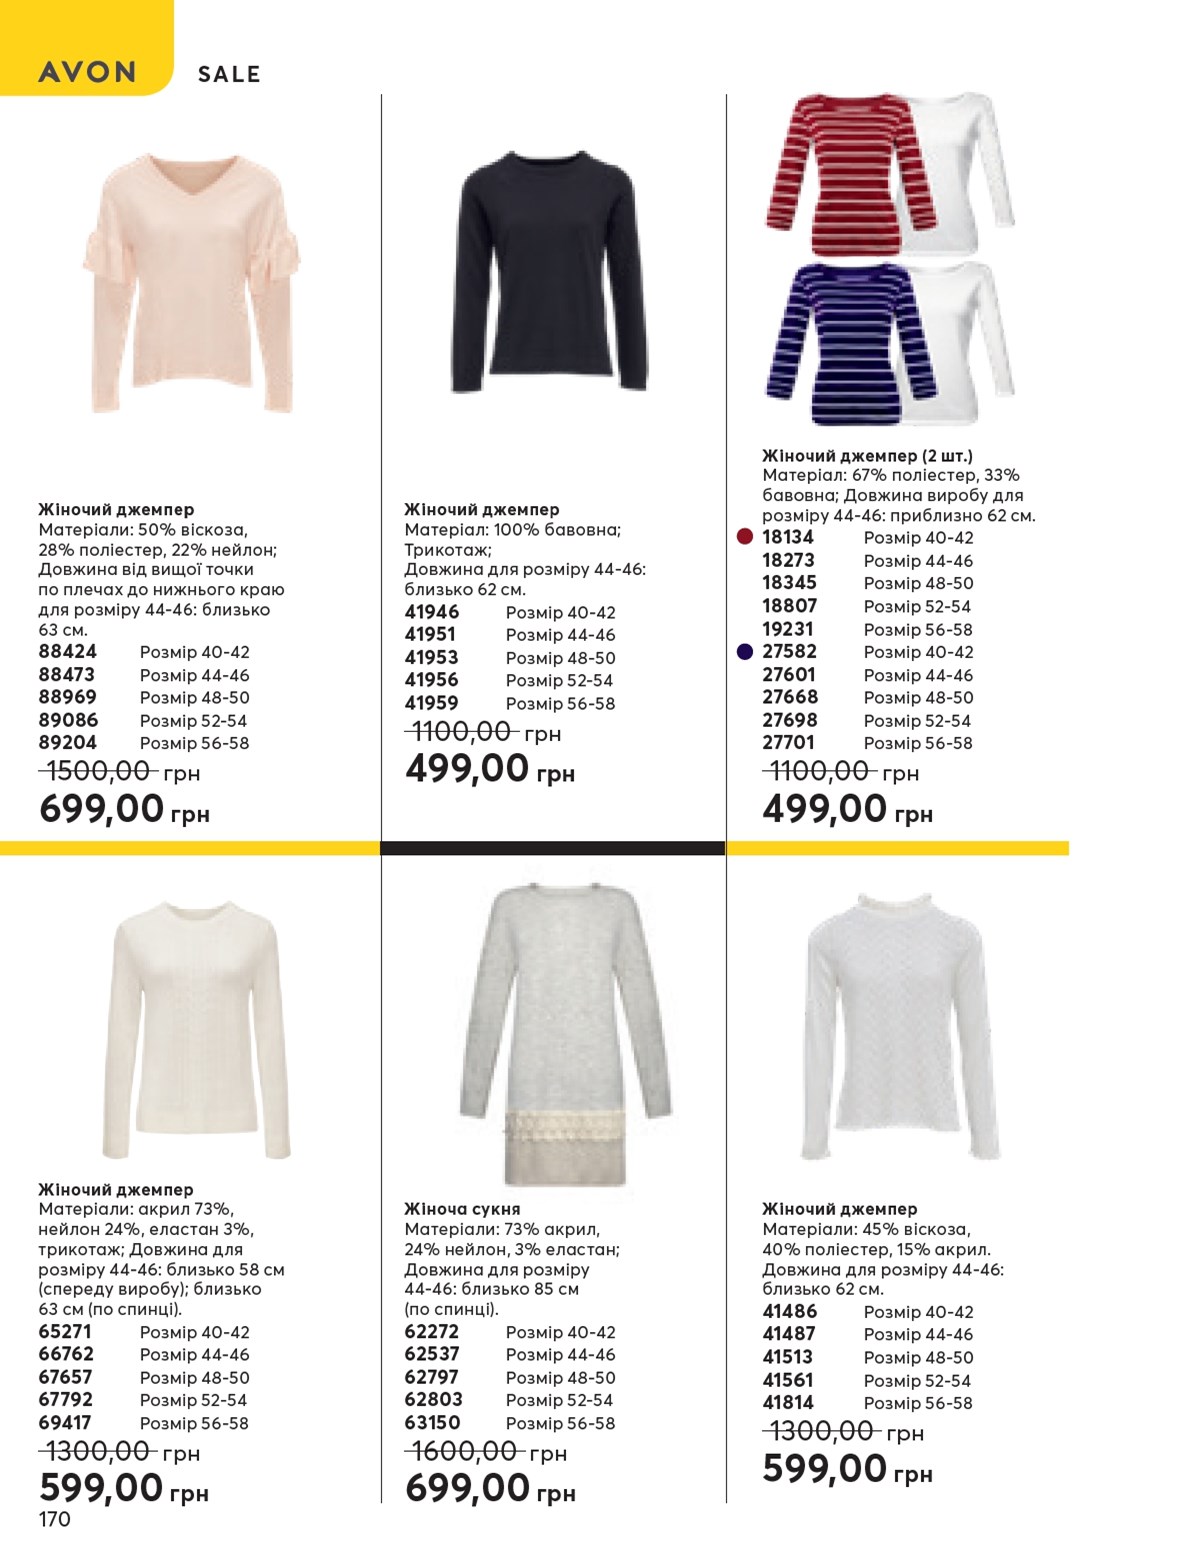 AVON
SALE
Жіночий джемпер
Матеріали: 50% віскоза,
28% поліестер, 22% нейлон;
Довжина від вищої точки
по плечах до нижнього краю
для розміру 44-46: близько
63 см.
88424 Розмір 40-42
88473 Розмір 44-46
88969 Розмір 48-50
89086 Розмір 52-54
89204 Розмір 56-58
1500,00 грн
699,00 грн
Жіночий джемпер
Матеріал: 100% бавовна;
Трикотаж;
Довжина для розміру 44-46:
близько 62 см.
41946 Розмір 40-42
41951 Розмір 44-46
41953 Розмір 48-50
41956 Розмір 52-54
41959 Розмір 56-58
1100,00 грн
499,00 грн
Жіночий джемпер (2 шт.)
Матеріал: 67% поліестер, 33%
бавовна; Довжина виробу для
розміру 44-46: приблизно 62 см.
18134 Розмір 40-42
18273 Розмір 44-46
18345 Розмір 48-50
18807 Розмір 52-54
19231 Розмір 56-58
27582 Розмір 40-42
27601 Розмір 44-46
27668 Розмір 48-50
27698 Розмір 52-54
27701 Розмір 56-58
1100,00 грн
499,00 грн
Жіночий джемпер
Матеріали: акрил 73%,
нейлон 24%, еластан 3%,
трикотаж; Довжина для
розміру 44-46: близько 58 см
(спереду виробу); близько
63 см (по спинці).
65271 Розмір 40-42
66762 Розмір 44-46
67657 Розмір 48-50
67792 Розмір 52-54
69417 Розмір 56-58
1300,00 грн
599,00 грн
Жіноча сукня
Матеріали: 73% акрил,
24% нейлон, 3% еластан;
Довжина для розміру
44-46: близько 85 см
(по спинці).
62272 Розмір 40-42
62537 Розмір 44-46
62797 Розмір 48-50
62803 Розмір 52-54
63150 Розмір 56-58
1600,00 грн
699,00 грн
Жіночий джемпер
Матеріали: 45% віскоза,
40% поліестер, 15% акрил.
Довжина для розміру 44-46:
близько 62 см.
41486 Розмір 40-42
41487 Розмір 44-46
41513 Розмір 48-50
41561 Розмір 52-54
41814 Розмір 56-58
1300,00 грн
599,00 грн
170